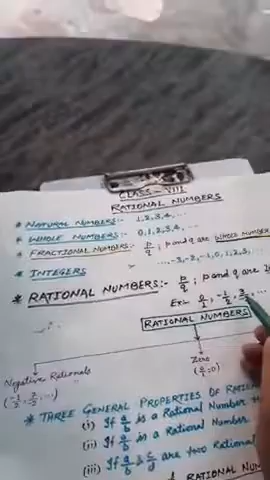 CLASS - VIII
RATIONAL NUMBERS
* NATURAL NUMBERS:- 1, 2, 3, 4, ...
* WHOLE NUMBERS:- 0, 1, 2, 3, 4, ...
* FRACTIONAL NUMBERS:- p/q; p and q are WHOLE
* INTEGERS :- ..., -3, -2, -1, 0, 1, 2, 3, ...
* RATIONAL NUMBERS:- p/q; p and q are
Ex:- 0/1, -1/2, 3/
RATIONAL NUMBERS
Zero
Negative Rationals
(0/1=0)
* THREE GENERAL PROPERTIES OF
(i) If a/b is a Rational Number
(ii) If a/b is a Rational
(iii) If a/b & c/d are two Rational
RATIONAL